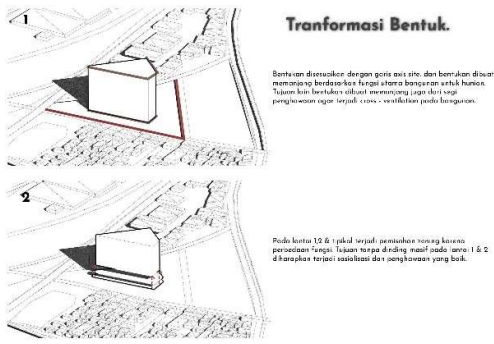 1
Tranformasi Bentuk.
Bentukan disesuaikan dengan garis axis site. dan bentukan dibuat
memanjang berdasarkan fungsi utama bangunan untuk hunian.
Tujuan lain bentukan dibuat memanjang juga dari segi
penghawaan agar terjadi cross - ventilation pada bangunan.
2
Pada lantai 1,2 & tipikal terjadi pemisahan zoning karena
perbedaan fungsi. Tujuan tanpa dinding masif pada lantai 1 & 2
diharapkan terjadi sosialisasi dan penghawaan yang baik.